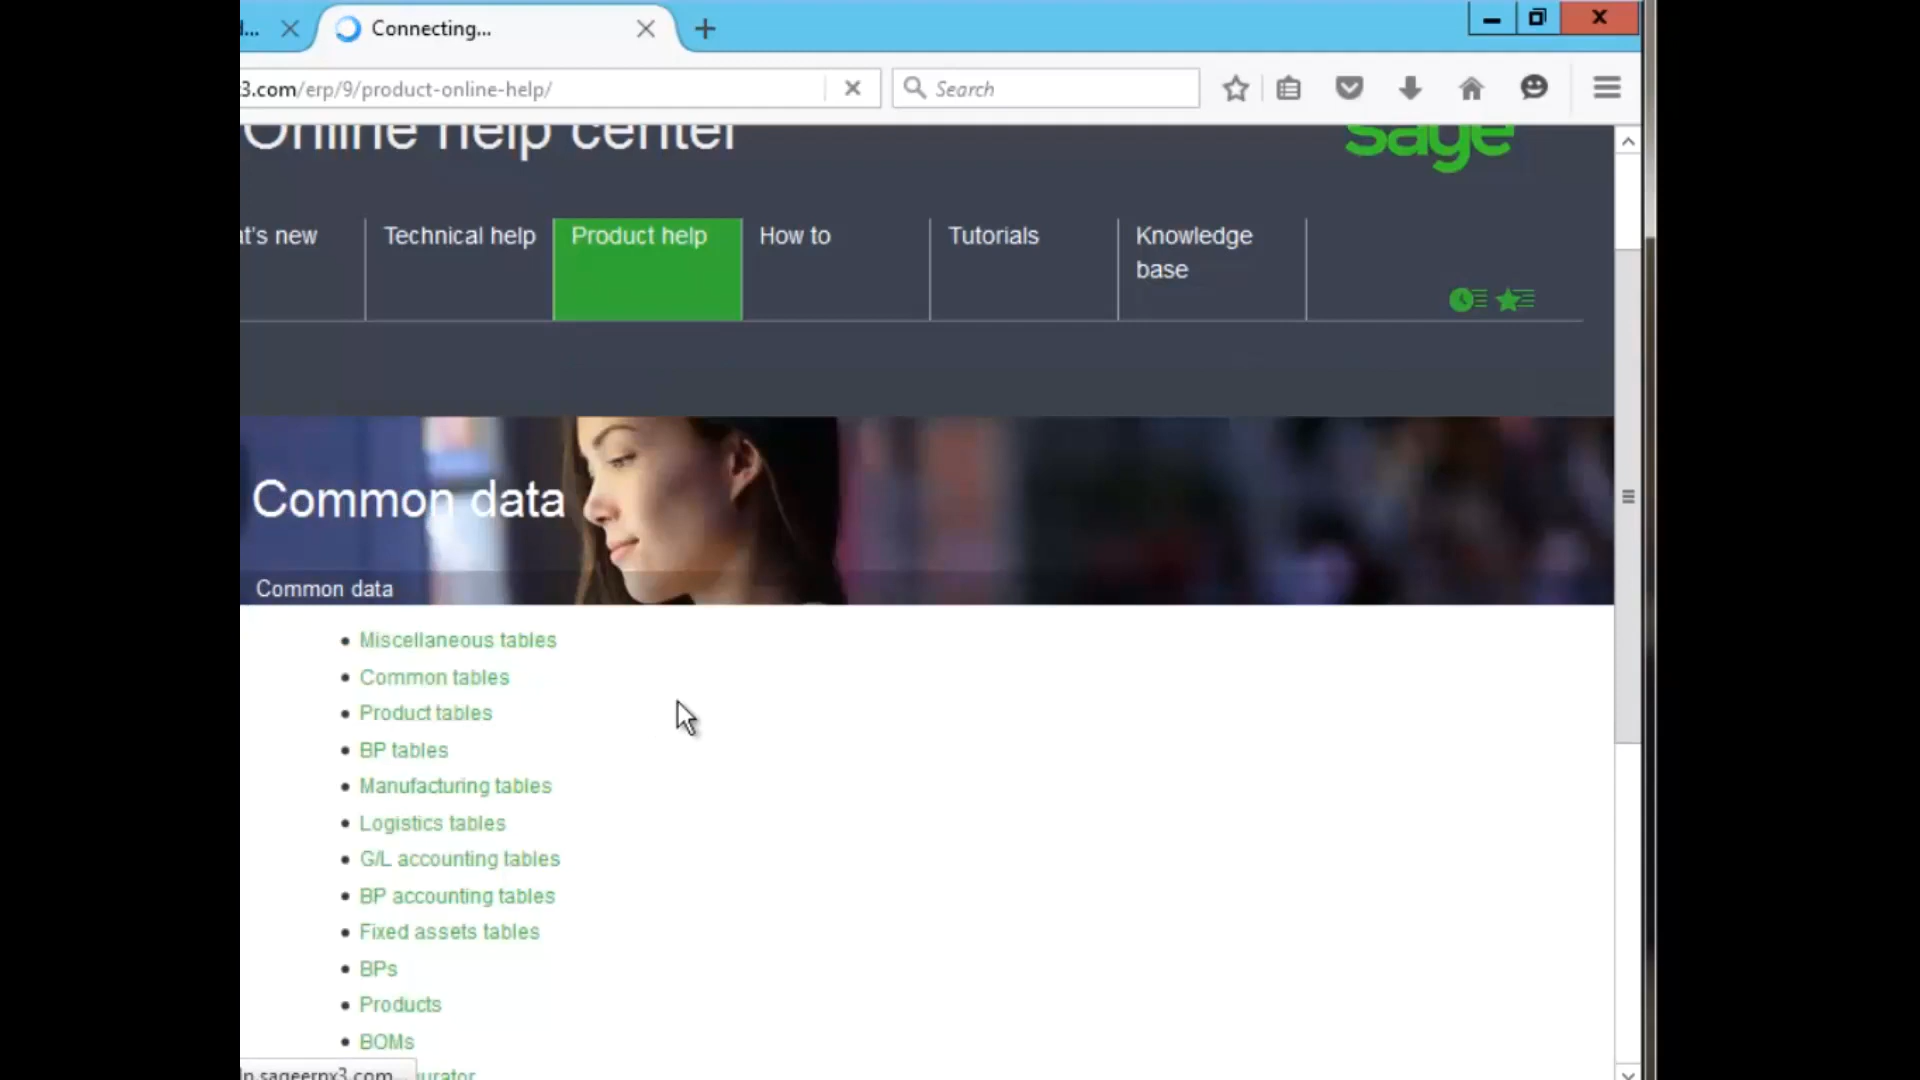 ...
Connecting...
3.com/erp/9/product-online-help/
Search
Online help center
sage
at's new
Technical help
Product help
How to
Tutorials
Knowledge
base
Common data
Common data
Miscellaneous tables
Common tables
Product tables
BP tables
Manufacturing tables
Logistics tables
G/L accounting tables
BP accounting tables
Fixed assets tables
BPs
Products
BOMs
urator
lp.sageerpx3.com...